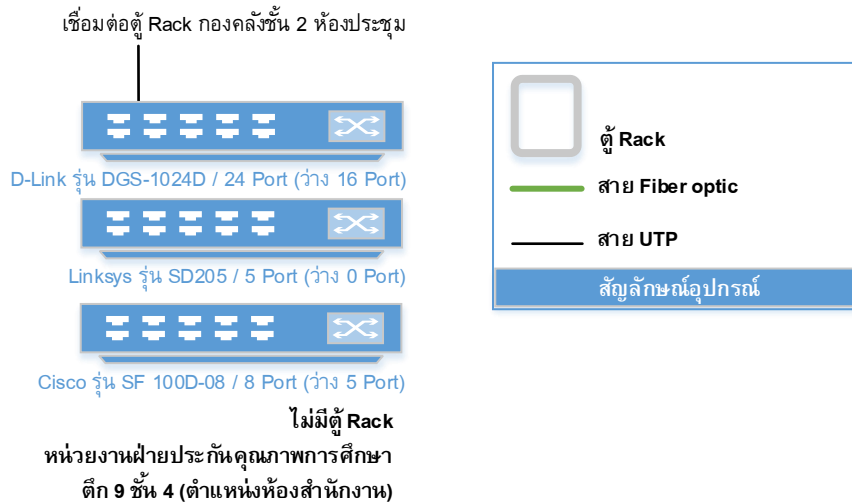 เชื่อมต่อตู้ Rack กองคลังชั้น 2 ห้องประชุม
D-Link รุ่น DGS-1024D / 24 Port (ว่าง 16 Port)
Linksys รุ่น SD205 / 5 Port (ว่าง 0 Port)
Cisco รุ่น SF 100D-08 / 8 Port (ว่าง 5 Port)
ไม่มีตู้ Rack
หน่วยงานฝ่ายประกันคุณภาพการศึกษา
ตึก 9 ชั้น 4 (ตำแหน่งห้องสำนักงาน)
ตู้ Rack
สาย Fiber optic
สาย UTP
สัญลักษณ์อุปกรณ์